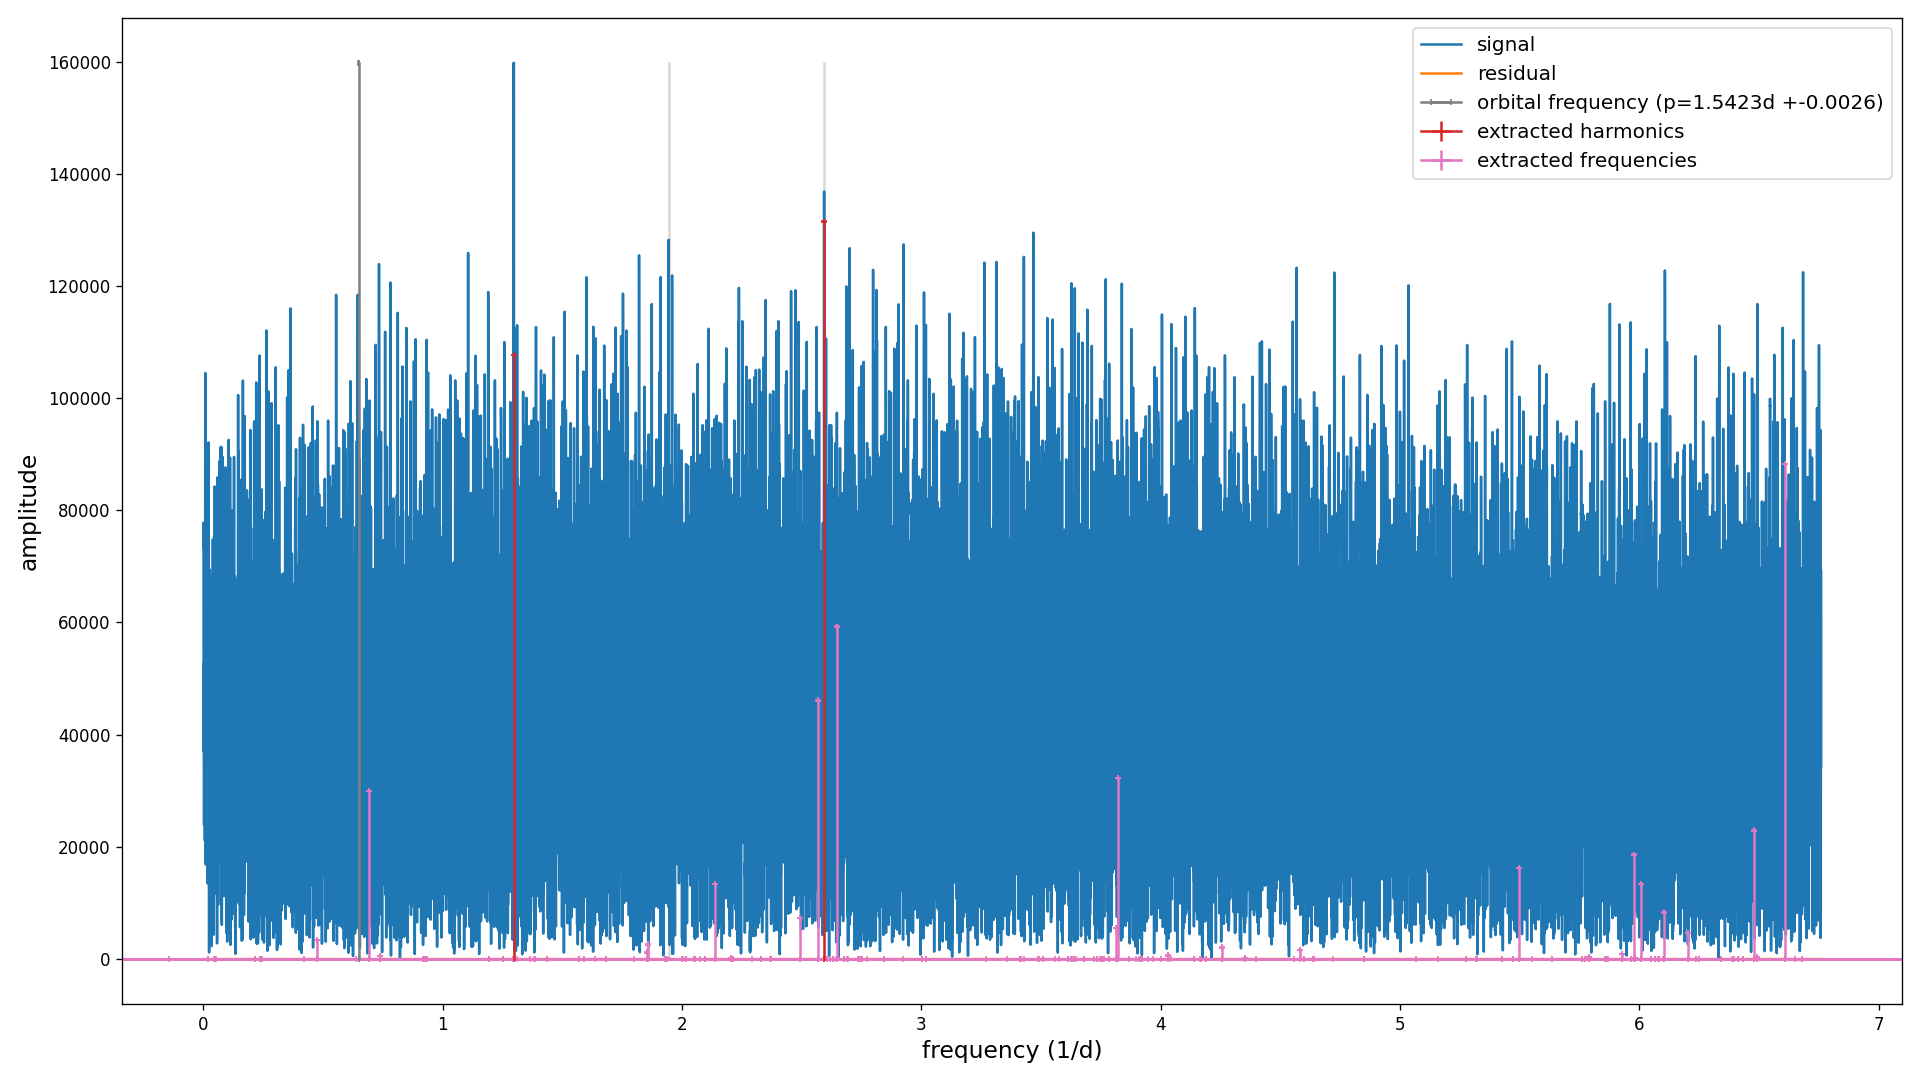 signal
residual
orbital frequency (p=1.5423d +-0.0026)
extracted harmonics
extracted frequencies
amplitude
160000
140000
120000
100000
80000
60000
40000
20000
0
0 1 2 3 4 5 6 7
frequency (1/d)